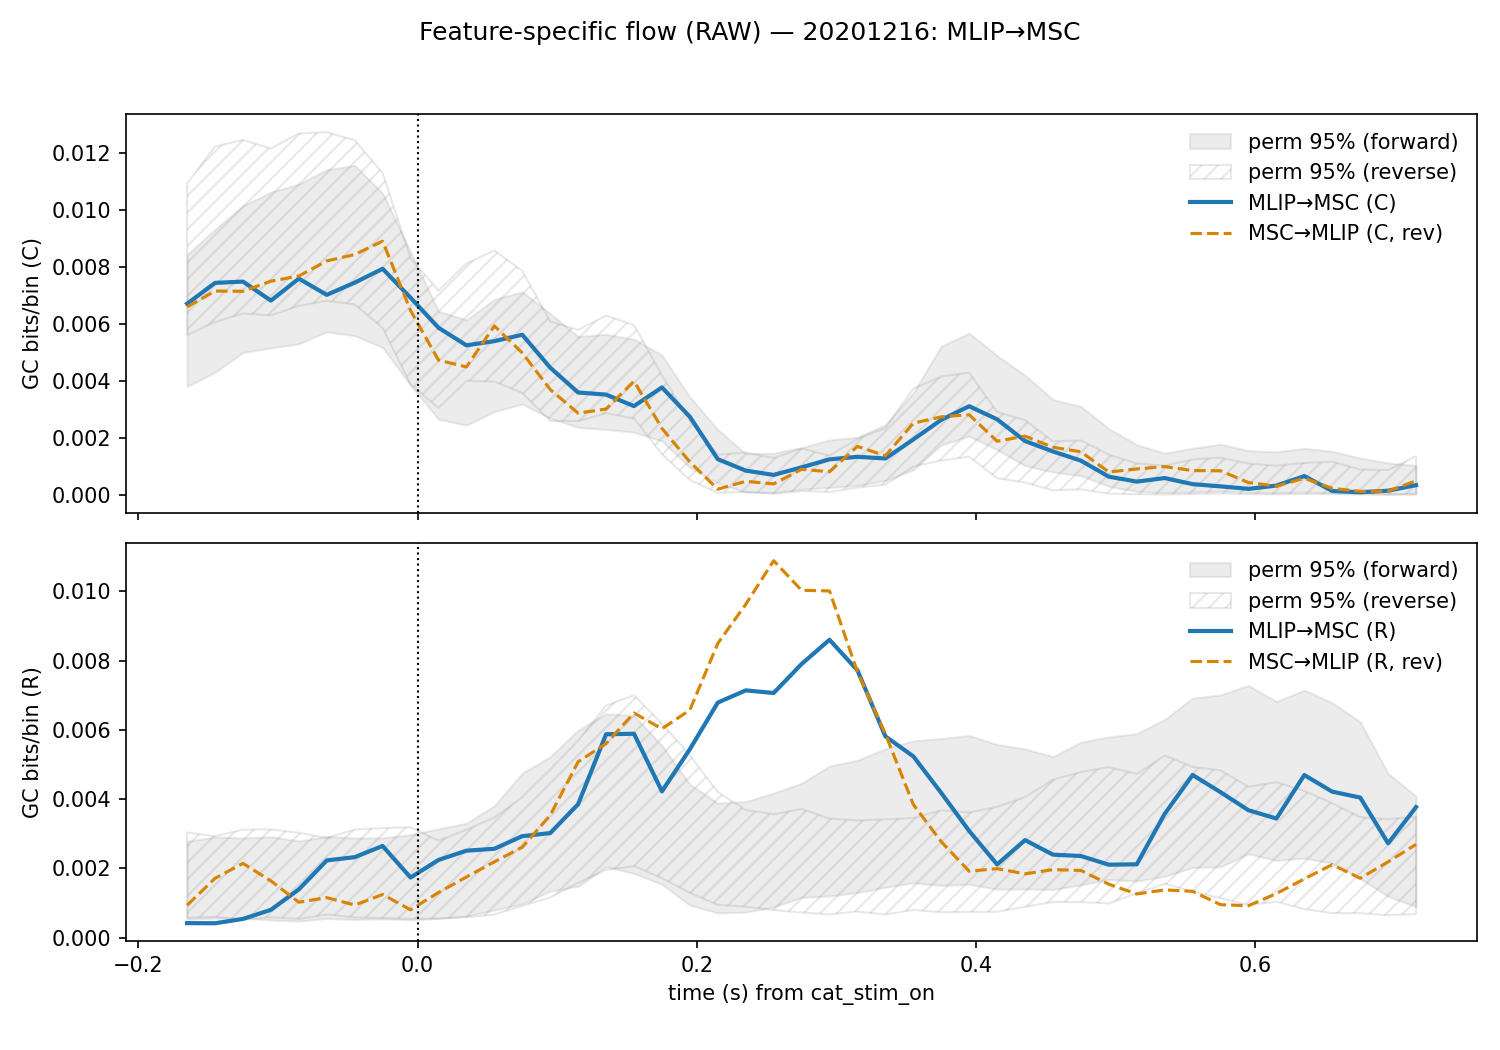 Feature-specific flow (RAW) — 20201216: MLIP→MSC
GC bits/bin (C)
0.012
0.010
0.008
0.006
0.004
0.002
0.000
perm 95% (forward)
perm 95% (reverse)
MLIP→MSC (C)
MSC→MLIP (C, rev)
GC bits/bin (R)
0.010
0.008
0.006
0.004
0.002
0.000
perm 95% (forward)
perm 95% (reverse)
MLIP→MSC (R)
MSC→MLIP (R, rev)
−0.2 0.0 0.2 0.4 0.6
time (s) from cat_stim_on